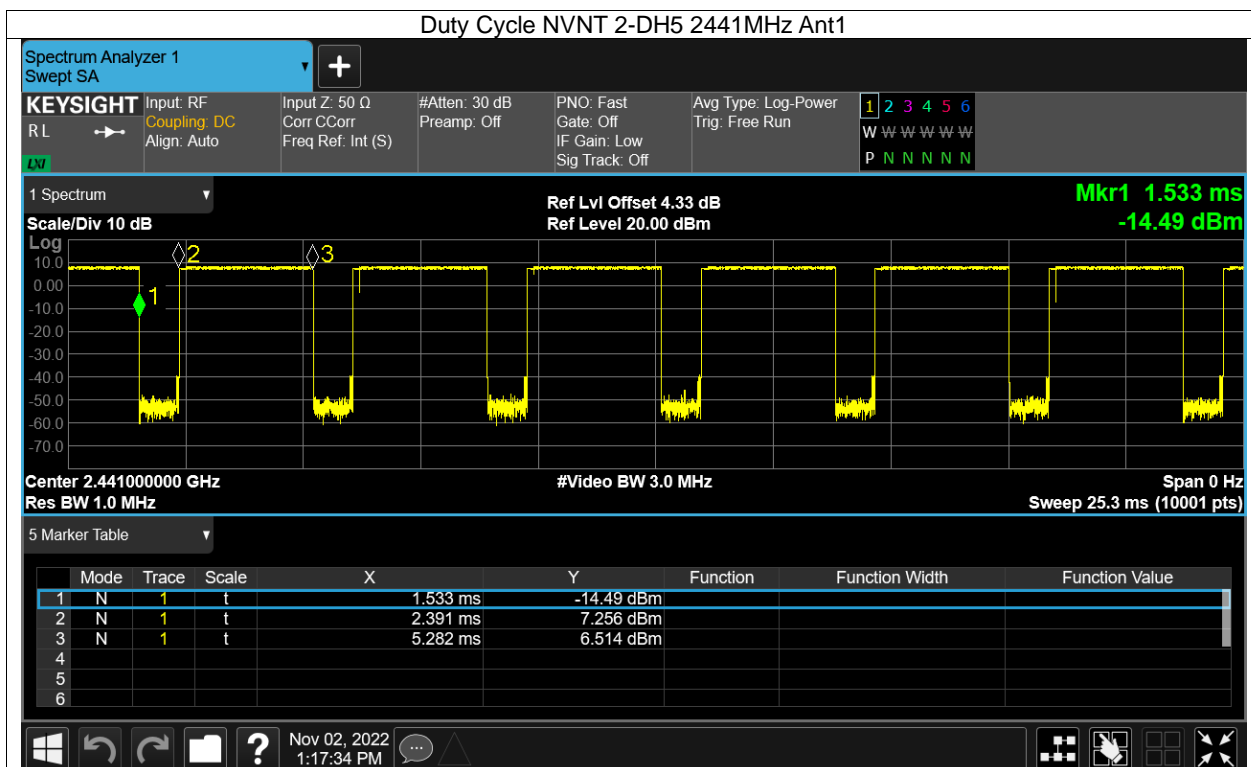 Duty Cycle NVNT 2-DH5 2441MHz Ant1
Spectrum Analyzer 1
Swept SA
+
KEYSIGHT Input: RF Input Z: 50 Ω #Atten: 30 dB PNO: Fast Avg Type: Log-Power 1 2 3 4 5 6
RL Coupling: DC Corr CCorr Preamp: Off Gate: Off Trig: Free Run W W W W W W
Align: Auto Freq Ref: Int (S) IF Gain: Low
LXI Sig Track: Off P N N N N N
1 Spectrum Ref Lvl Offset 4.33 dB Mkr1 1.533 ms
Scale/Div 10 dB Ref Level 20.00 dBm -14.49 dBm
Log
10.0
0.00
-10.0
-20.0
-30.0
-40.0
-50.0
-60.0
-70.0
1 2 3
Center 2.441000000 GHz #Video BW 3.0 MHz Span 0 Hz
Res BW 1.0 MHz Sweep 25.3 ms (10001 pts)
5 Marker Table
Mode Trace Scale X Y Function Function Width Function Value
1 N 1 t 1.533 ms -14.49 dBm
2 N 1 t 2.391 ms 7.256 dBm
3 N 1 t 5.282 ms 6.514 dBm
4
5
6
? Nov 02, 2022
1:17:34 PM